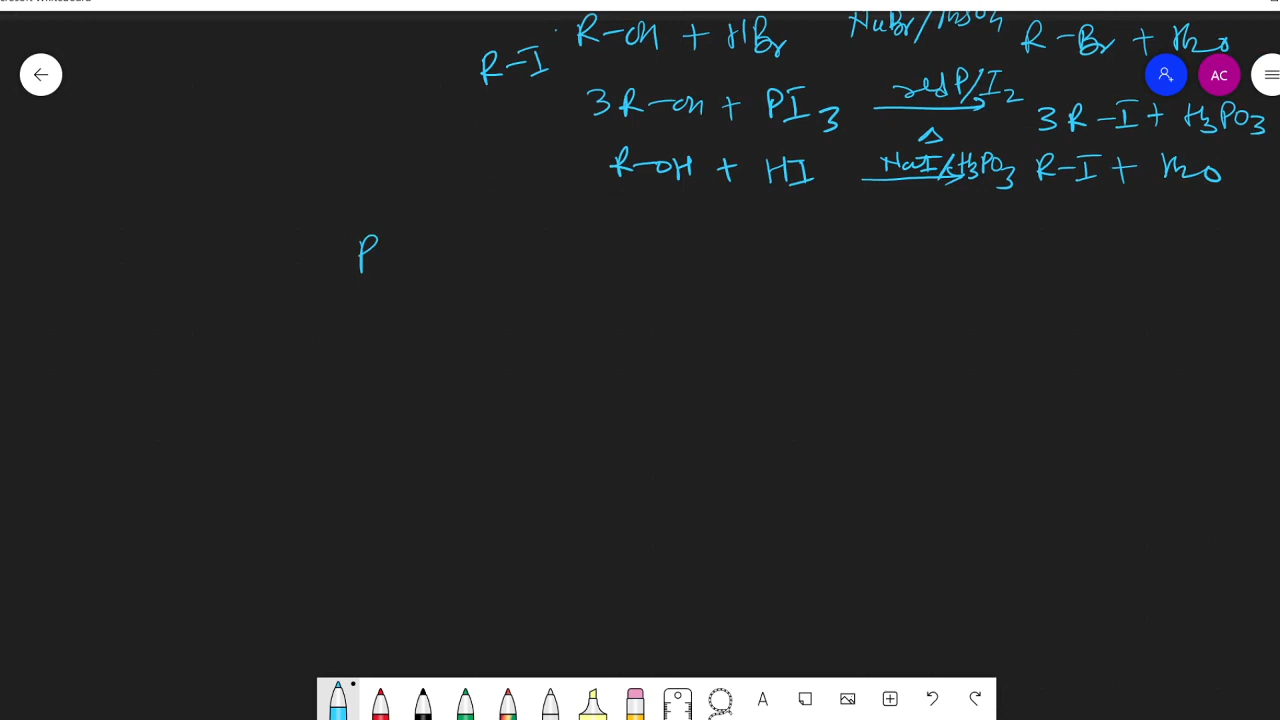 R-OH + HBr NaBr/H2SO4 R-Br + H2O
R-I
3R-OH + PI3 red P/I2 3R-I + H3PO3
Δ
R-OH + HI NaI/H3PO3 R-I + H2O
P
AC
A